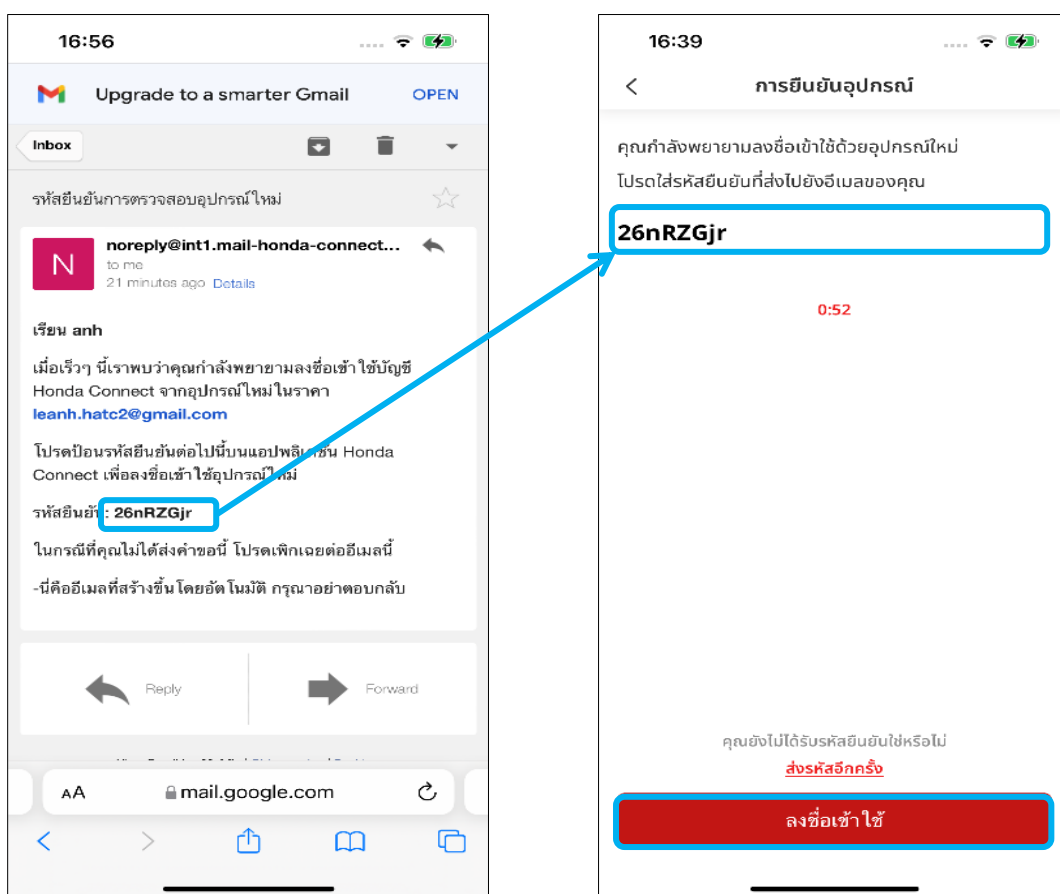 16:56
Upgrade to a smarter Gmail
OPEN
Inbox
รหัสยืนยันการตรวจสอบอุปกรณ์ใหม่
N
noreply@int1.mail-honda-connect...
to me
21 minutes ago Details
เรียน anh
เมื่อเร็วๆ นี้เราพบว่าคุณกำลังพยายามลงชื่อเข้าใช้บัญชี
Honda Connect จากอุปกรณ์ใหม่ในราคา
leanh.hatc2@gmail.com
โปรดป้อนรหัสยืนยันต่อไปนี้บนแอปพลิเคชัน Honda
Connect เพื่อลงชื่อเข้าใช้อุปกรณ์ใหม่
รหัสยืนยัน: 26nRZGjr
ในกรณีที่คุณไม่ได้ส่งคำขอนี้ โปรดเพิกเฉยต่ออีเมลนี้
-นี่คืออีเมลที่สร้างขึ้นโดยอัตโนมัติ กรุณาอย่าตอบกลับ
Reply
Forward
AA
mail.google.com
16:39
การยืนยันอุปกรณ์
คุณกำลังพยายามลงชื่อเข้าใช้ด้วยอุปกรณ์ใหม่
โปรดใส่รหัสยืนยันที่ส่งไปยังอีเมลของคุณ
26nRZGjr
0:52
คุณยังไม่ได้รับรหัสยืนยันใช่หรือไม่
ส่งรหัสอีกครั้ง
ลงชื่อเข้าใช้